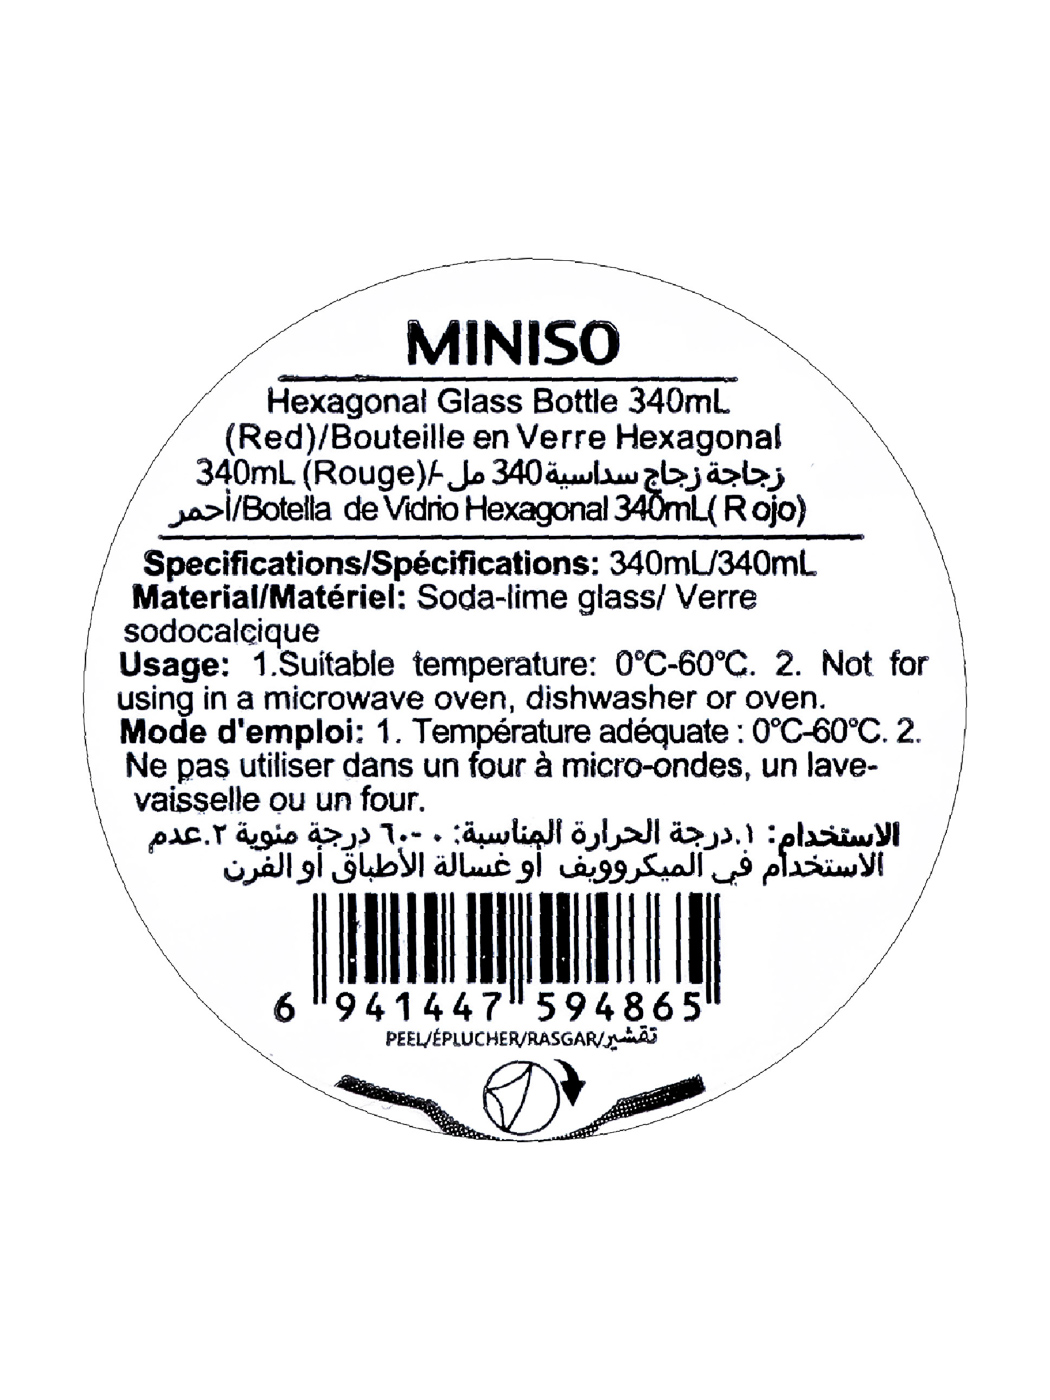 MINISO
Hexagonal Glass Bottle 340mL
(Red)/Bouteille en Verre Hexagonal
340mL (Rouge)/زجاجة زجاج سداسية 340 مل -
أحمر/Botella de Vidrio Hexagonal 340mL( Rojo)
Specifications/Spécifications: 340mL/340mL
Material/Matériel: Soda-lime glass/ Verre
sodocalcique
Usage: 1.Suitable temperature: 0°C-60°C. 2. Not for
using in a microwave oven, dishwasher or oven.
Mode d'emploi: 1. Température adéquate : 0°C-60°C. 2.
Ne pas utiliser dans un four à micro-ondes, un lave-
vaisselle ou un four.
الاستخدام: ١.درجة الحرارة المناسبة: ٠ -٦٠ درجة مئوية ٢.عدم
الاستخدام في الميكروويف أو غسالة الأطباق أو الفرن
6 941447 594865
PEEL/ÉPLUCHER/RASGAR/تقشير